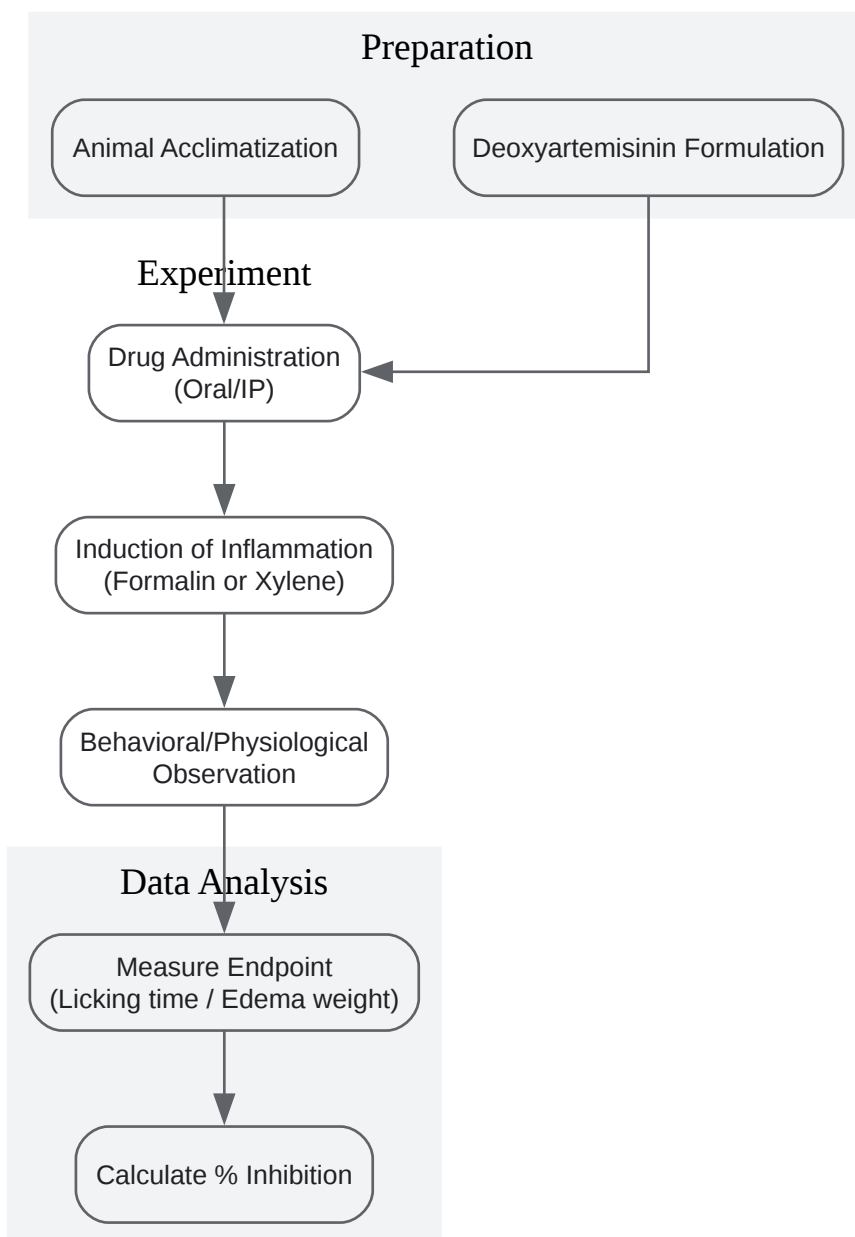 Preparation
Animal Acclimatization
Deoxyartemisinin Formulation
Experiment
Drug Administration
(Oral/IP)
Induction of Inflammation
(Formalin or Xylene)
Behavioral/Physiological
Observation
Data Analysis
Measure Endpoint
(Licking time / Edema weight)
Calculate % Inhibition